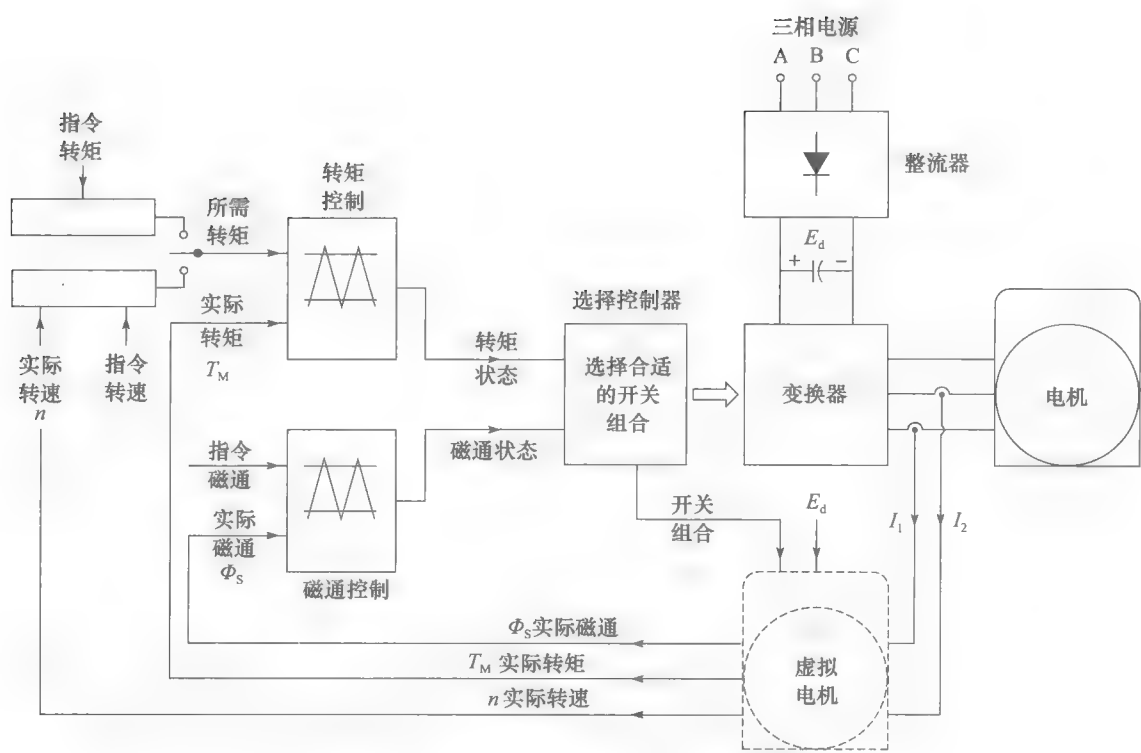 三相电源
A B C
整流器
E_d
+ −
指令
转矩
所需
转矩
转矩
控制
实际
转矩
T_M
实际
转速
n
指令
转速
转矩
状态
选择控制器
选择合适
的开关
组合
变换器
电机
指令
磁通
实际
磁通
Φ_S
磁通控制
磁通状态
开关
组合
E_d
I_1
I_2
虚拟
电机
Φ_S实际磁通
T_M 实际转矩
n 实际转速